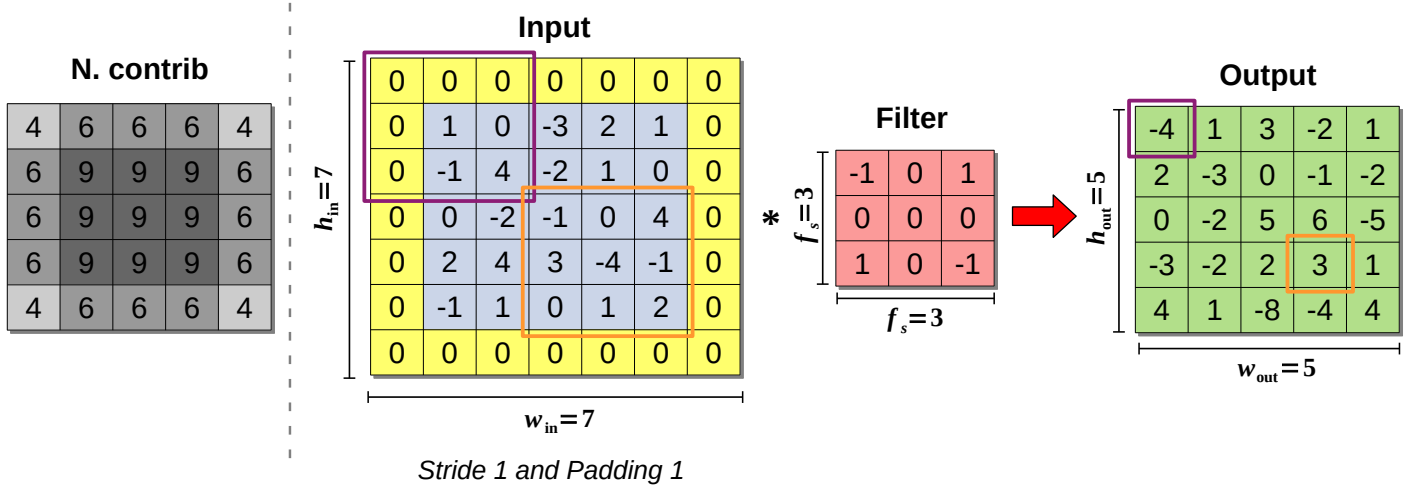 N. contrib
4 6 6 6 4
6 9 9 9 6
6 9 9 9 6
6 9 9 9 6
4 6 6 6 4
Input
h_in=7
0 0 0 0 0 0 0
0 1 0 -3 2 1 0
0 -1 4 -2 1 0 0
0 0 -2 -1 0 4 0
0 2 4 3 -4 -1 0
0 -1 1 0 1 2 0
0 0 0 0 0 0 0
w_in=7
Stride 1 and Padding 1
*
Filter
f_s=3
-1 0 1
0 0 0
1 0 -1
f_s=3
Output
h_out=5
-4 1 3 -2 1
2 -3 0 -1 -2
0 -2 5 6 -5
-3 -2 2 3 1
4 1 -8 -4 4
w_out=5